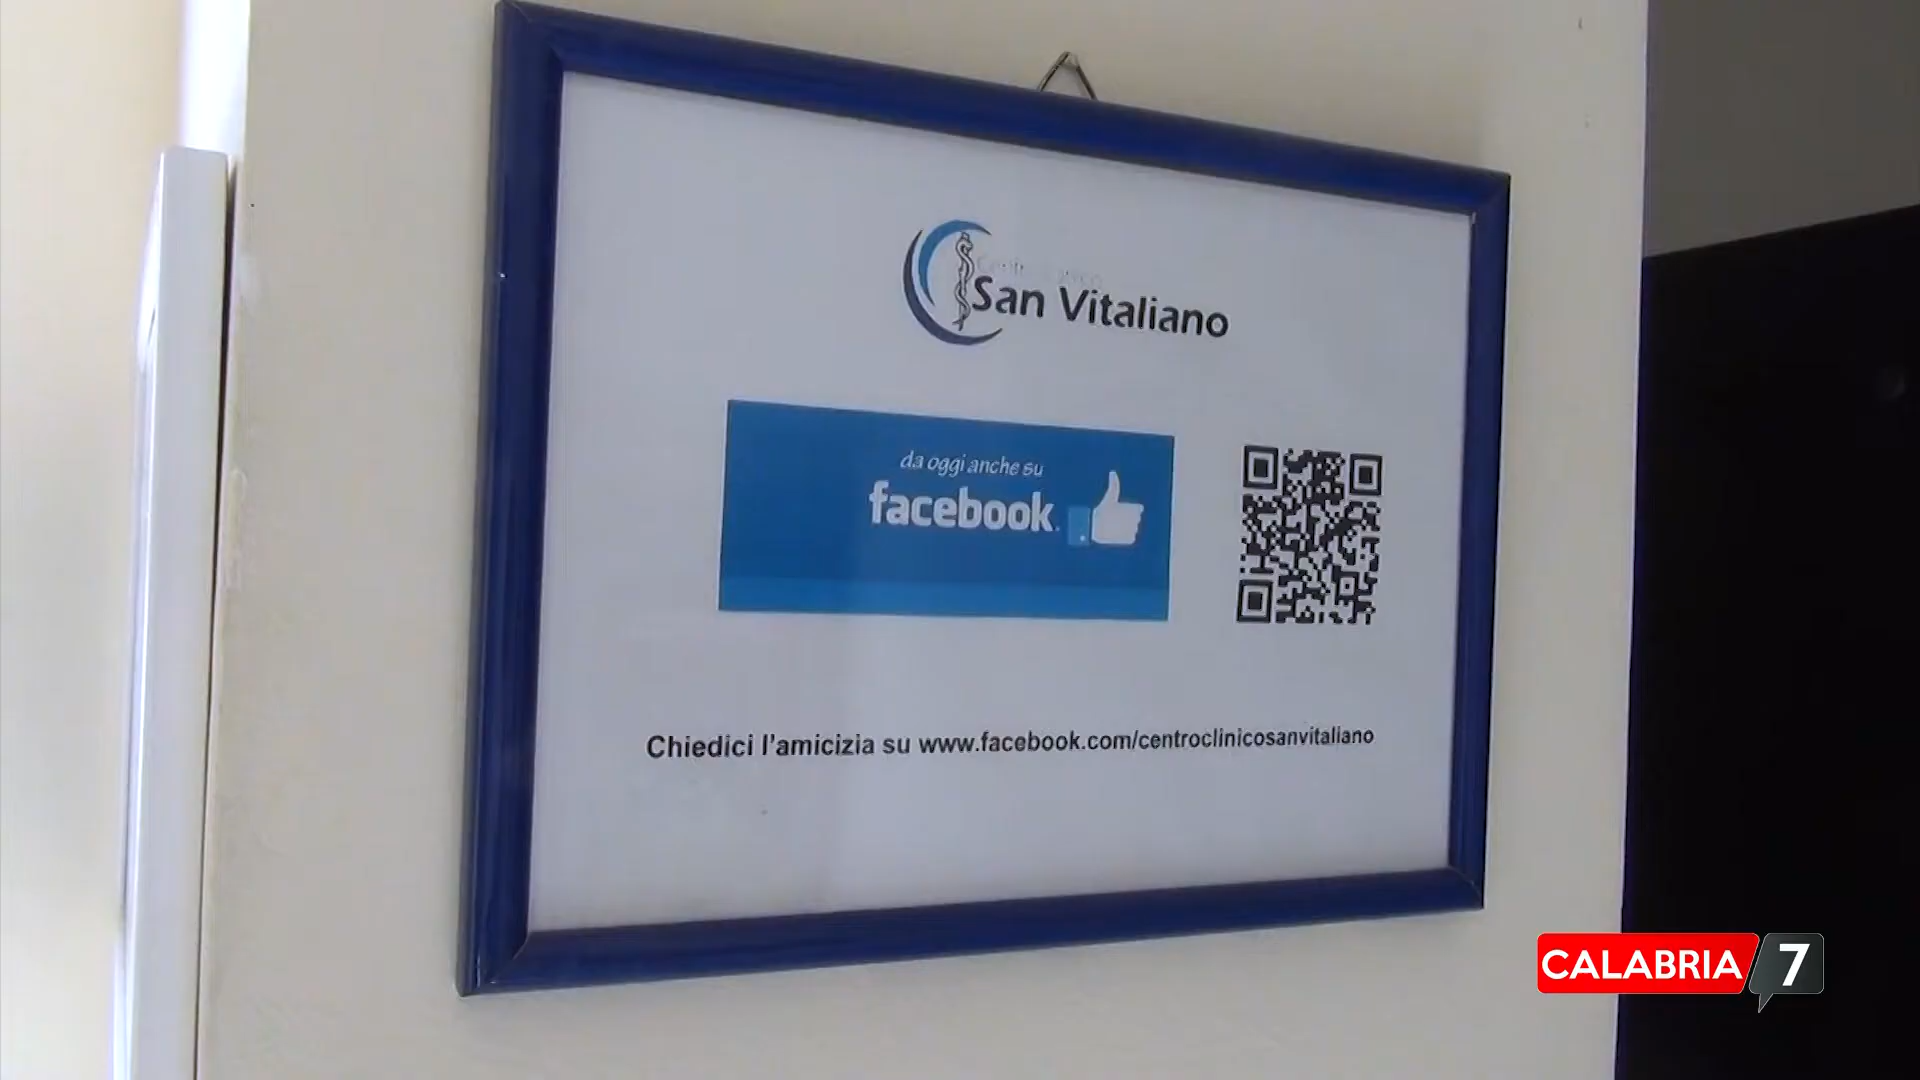 San Vitaliano
da oggi anche su
facebook.
Chiedici l'amicizia su www.facebook.com/centroclinicosanvitaliano
CALABRIA 7